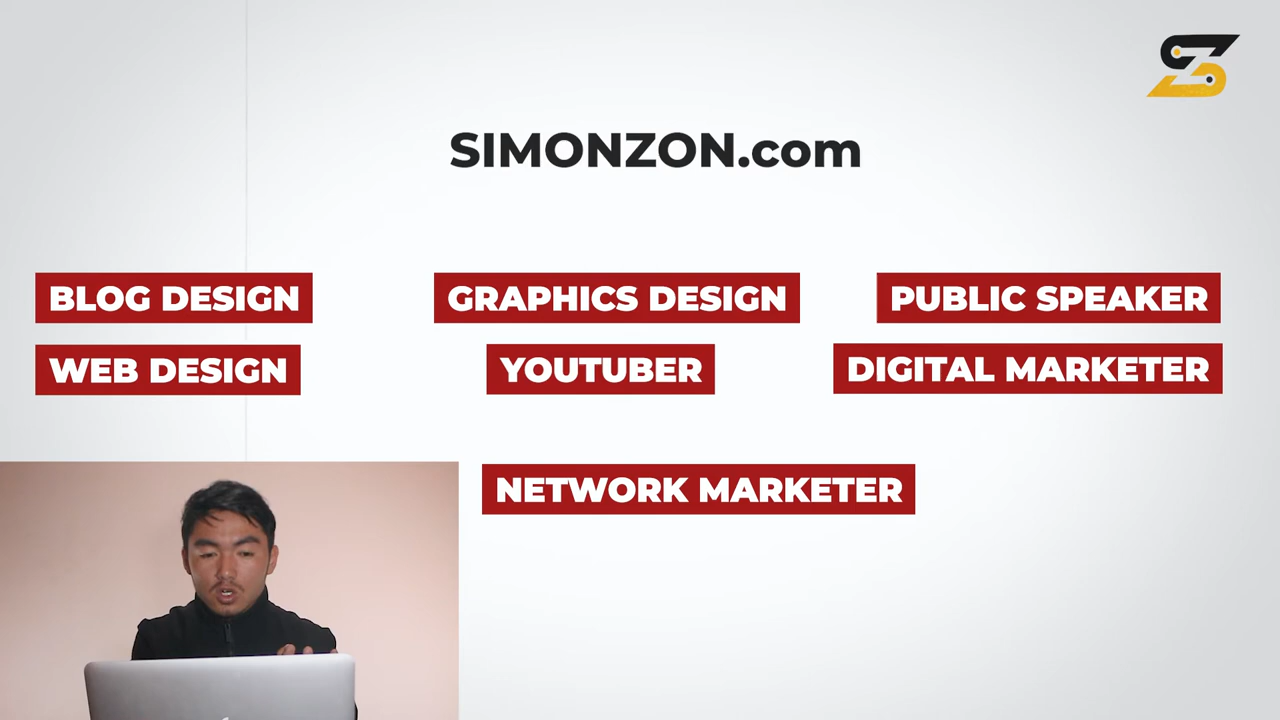 SIMONZON.com
BLOG DESIGN
GRAPHICS DESIGN
PUBLIC SPEAKER
WEB DESIGN
YOUTUBER
DIGITAL MARKETER
NETWORK MARKETER